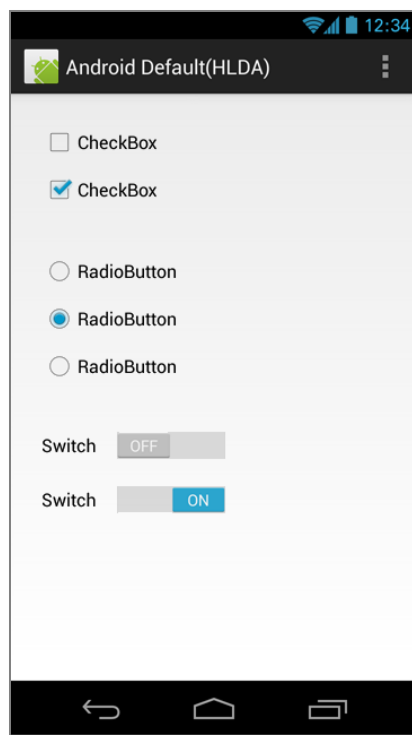 12:34
Android Default(HLDA)
CheckBox
CheckBox
RadioButton
RadioButton
RadioButton
Switch OFF
Switch ON